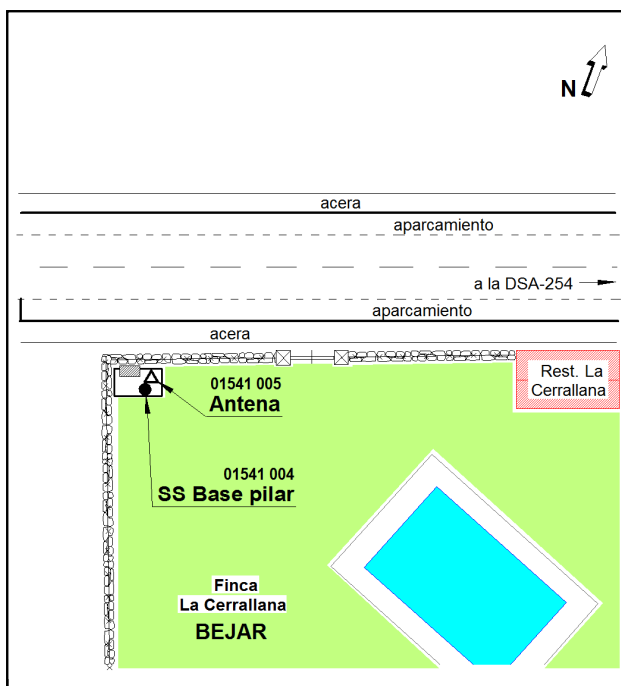 N
acera
aparcamiento
a la DSA-254
aparcamiento
acera
Rest. La
Cerrallana
01541 005
Antena
01541 004
SS Base pilar
Finca
La Cerrallana
BEJAR